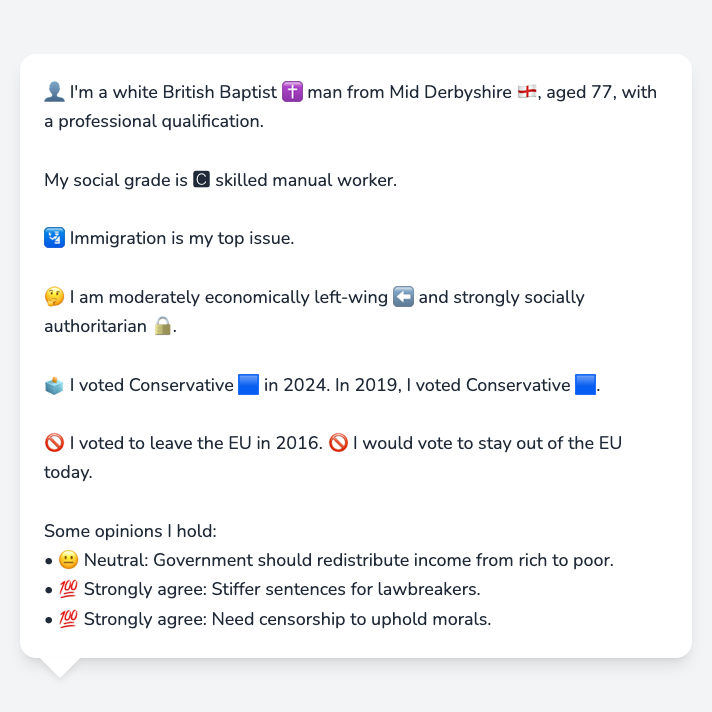 👤 I'm a white British Baptist ✝️ man from Mid Derbyshire 🏴󠁧󠁢󠁥󠁮󠁧󠁿, aged 77, with
a professional qualification.
My social grade is 🅲 skilled manual worker.
🛂 Immigration is my top issue.
🤔 I am moderately economically left-wing ⬅️ and strongly socially
authoritarian 🔒.
🗳️ I voted Conservative 🟦 in 2024. In 2019, I voted Conservative 🟦.
🚫 I voted to leave the EU in 2016. 🚫 I would vote to stay out of the EU
today.
Some opinions I hold:
• 😐 Neutral: Government should redistribute income from rich to poor.
• 💯 Strongly agree: Stiffer sentences for lawbreakers.
• 💯 Strongly agree: Need censorship to uphold morals.